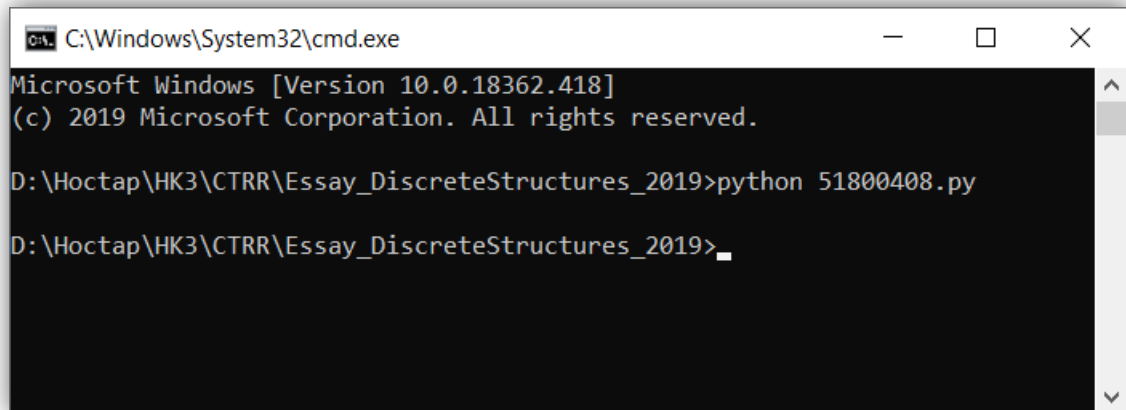 C:\Windows\System32\cmd.exe
Microsoft Windows [Version 10.0.18362.418]
(c) 2019 Microsoft Corporation. All rights reserved.
D:\Hoctap\HK3\CTRR\Essay_DiscreteStructures_2019>python 51800408.py
D:\Hoctap\HK3\CTRR\Essay_DiscreteStructures_2019>